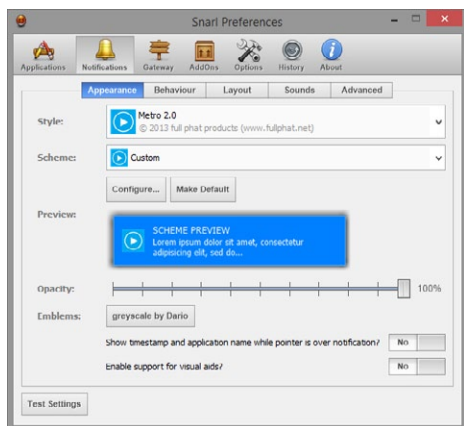 Snarl Preferences
Applications Notifications Gateway AddOns Options History About
Appearance Behaviour Layout Sounds Advanced
Style:
Metro 2.0
© 2013 full phat products (www.fullphat.net)
Scheme:
Custom
Configure... Make Default
Preview:
SCHEME PREVIEW
Lorem ipsum dolor sit amet, consectetur
adipisicing elit, sed do...
Opacity:
100%
Emblems:
greyscale by Dario
Show timestamp and application name while pointer is over notification?
No
Enable support for visual aids?
No
Test Settings